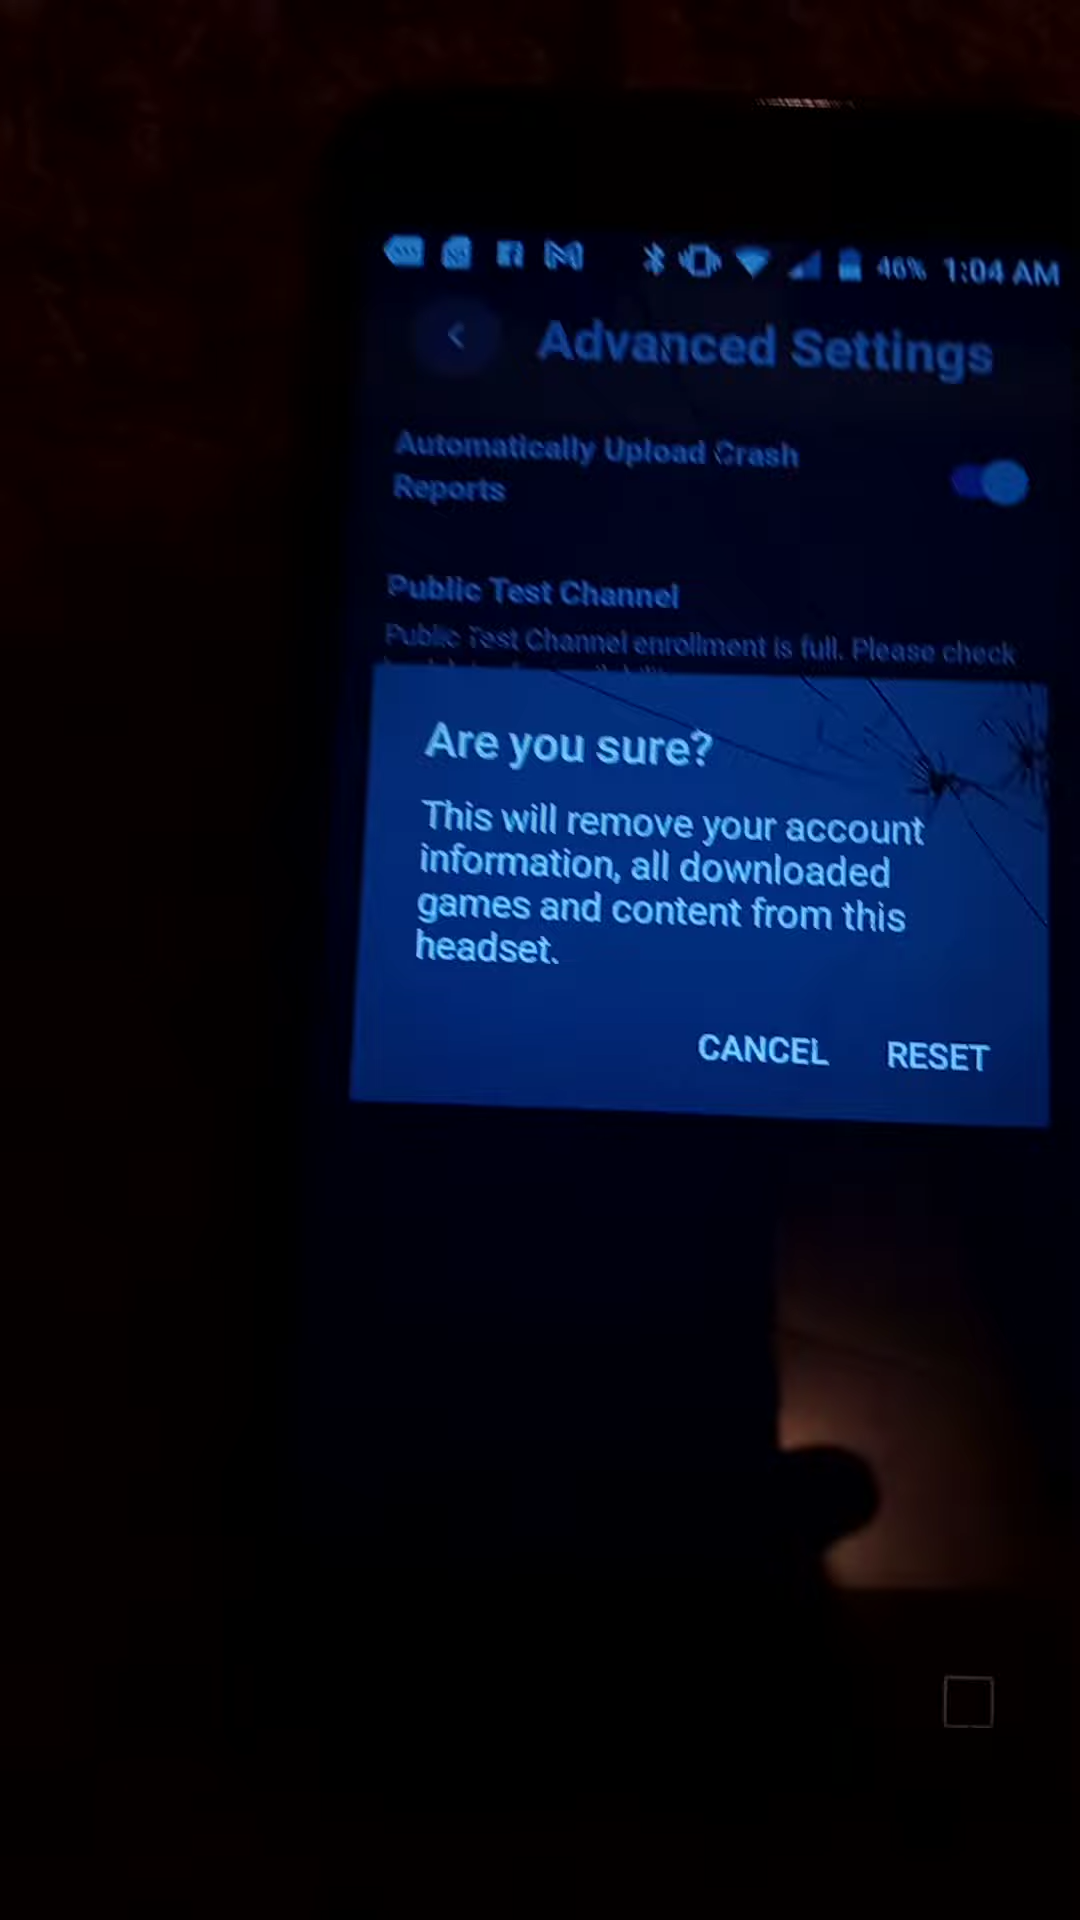 46% 1:04 AM
Advanced Settings
Automatically Upload Crash
Reports
Public Test Channel
Public Test Channel enrollment is full. Please check
Are you sure?
This will remove your account
information, all downloaded
games and content from this
headset.
CANCEL RESET